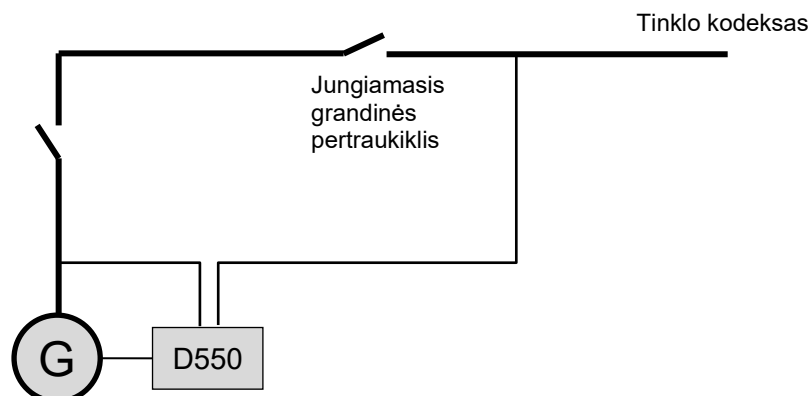 Tinklo kodeksas
Jungiamasis
grandinės
pertraukiklis
G
D550